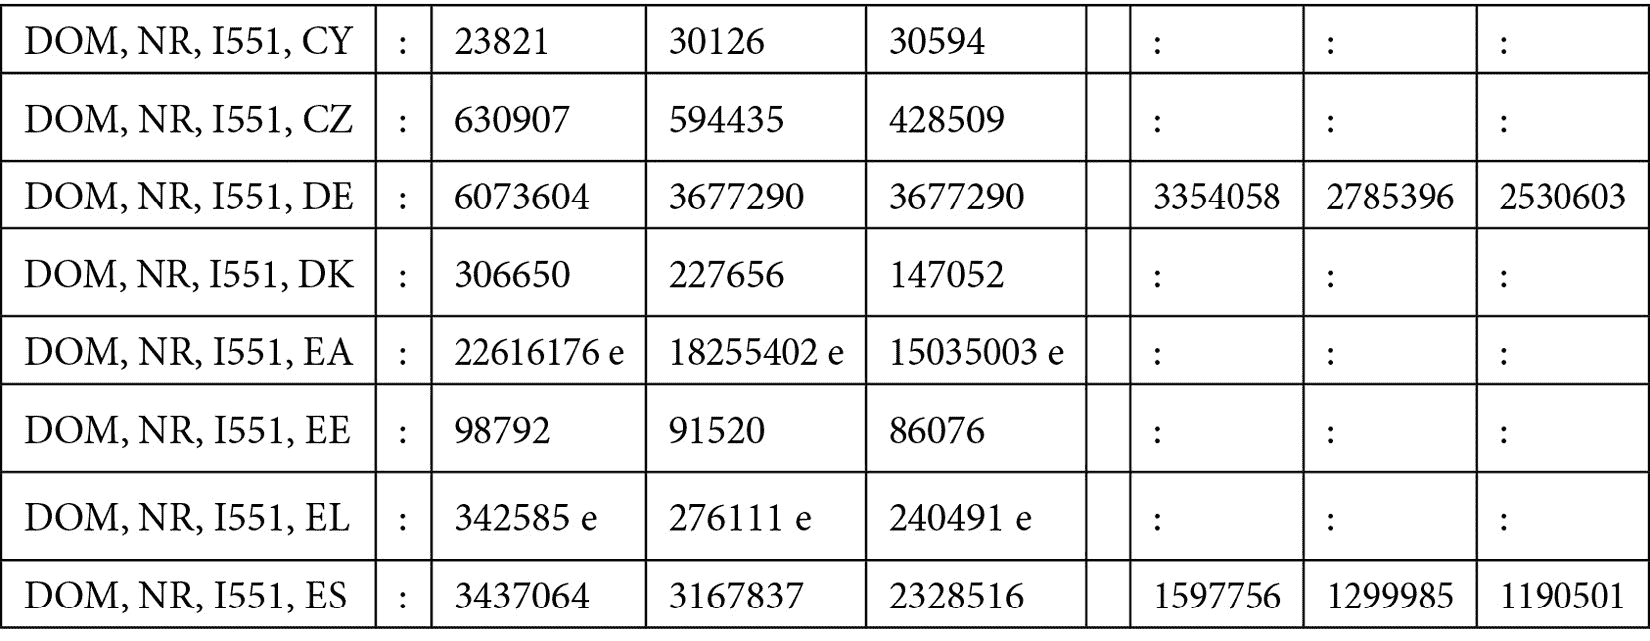 DOM, NR, I551, CY : 23821 30126 30594 : : :
DOM, NR, I551, CZ : 630907 594435 428509 : : :
DOM, NR, I551, DE : 6073604 3677290 3677290 3354058 2785396 2530603
DOM, NR, I551, DK : 306650 227656 147052 : : :
DOM, NR, I551, EA : 22616176 e 18255402 e 15035003 e : : :
DOM, NR, I551, EE : 98792 91520 86076 : : :
DOM, NR, I551, EL : 342585 e 276111 e 240491 e : : :
DOM, NR, I551, ES : 3437064 3167837 2328516 1597756 1299985 1190501